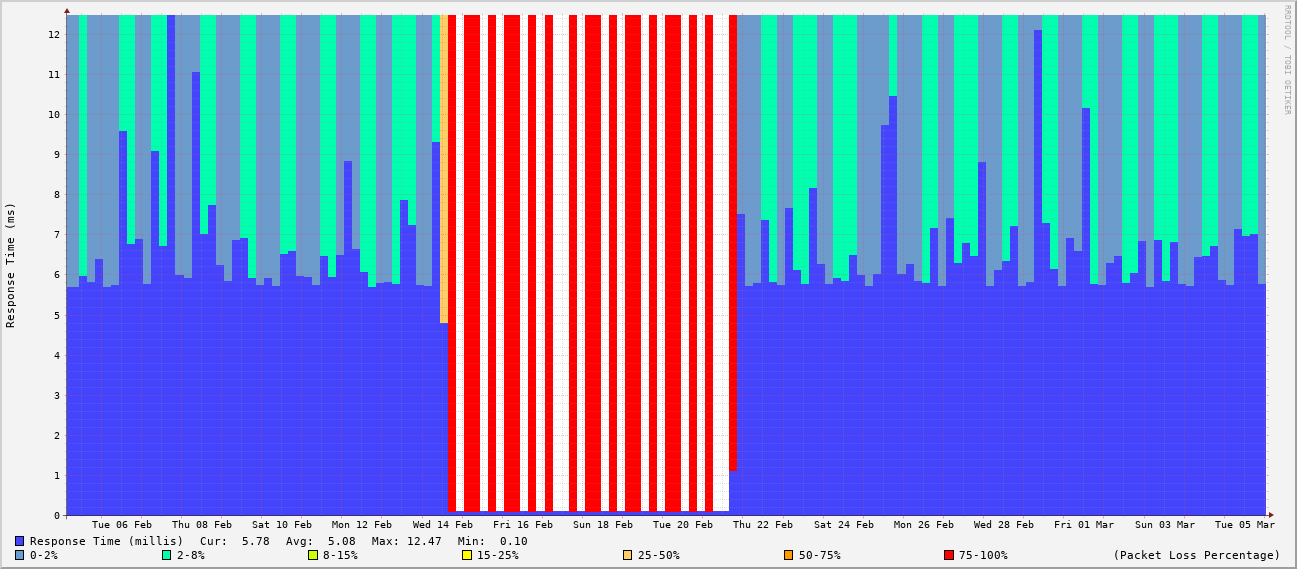 RRDTOOL / TOBI OETIKER
Response Time (ms)
12
11
10
9
8
7
6
5
4
3
2
1
0
Tue 06 Feb Thu 08 Feb Sat 10 Feb Mon 12 Feb Wed 14 Feb Fri 16 Feb Sun 18 Feb Tue 20 Feb Thu 22 Feb Sat 24 Feb Mon 26 Feb Wed 28 Feb Fri 01 Mar Sun 03 Mar Tue 05 Mar
Response Time (millis) Cur: 5.78 Avg: 5.08 Max: 12.47 Min: 0.10
0-2% 2-8% 8-15% 15-25% 25-50% 50-75% 75-100% (Packet Loss Percentage)